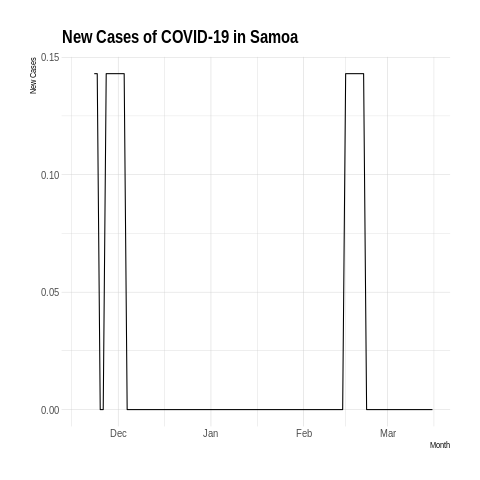 New Cases of COVID-19 in Samoa
New Cases
0.15
0.10
0.05
0.00
Dec
Jan
Feb
Mar
Month